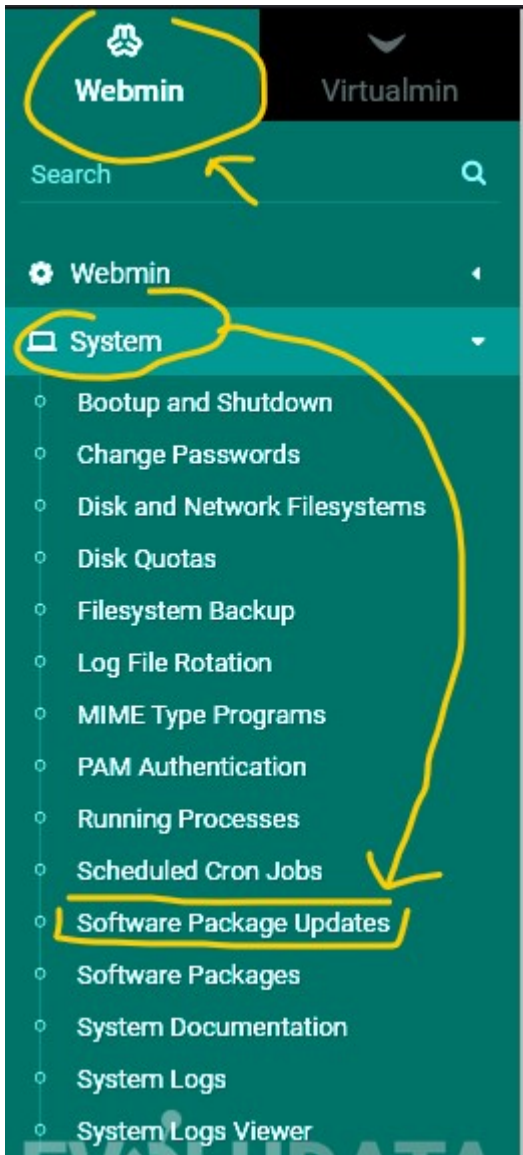 Webmin
Virtualmin
Search
Webmin
System
Bootup and Shutdown
Change Passwords
Disk and Network Filesystems
Disk Quotas
Filesystem Backup
Log File Rotation
MIME Type Programs
PAM Authentication
Running Processes
Scheduled Cron Jobs
Software Package Updates
Software Packages
System Documentation
System Logs
System Logs Viewer